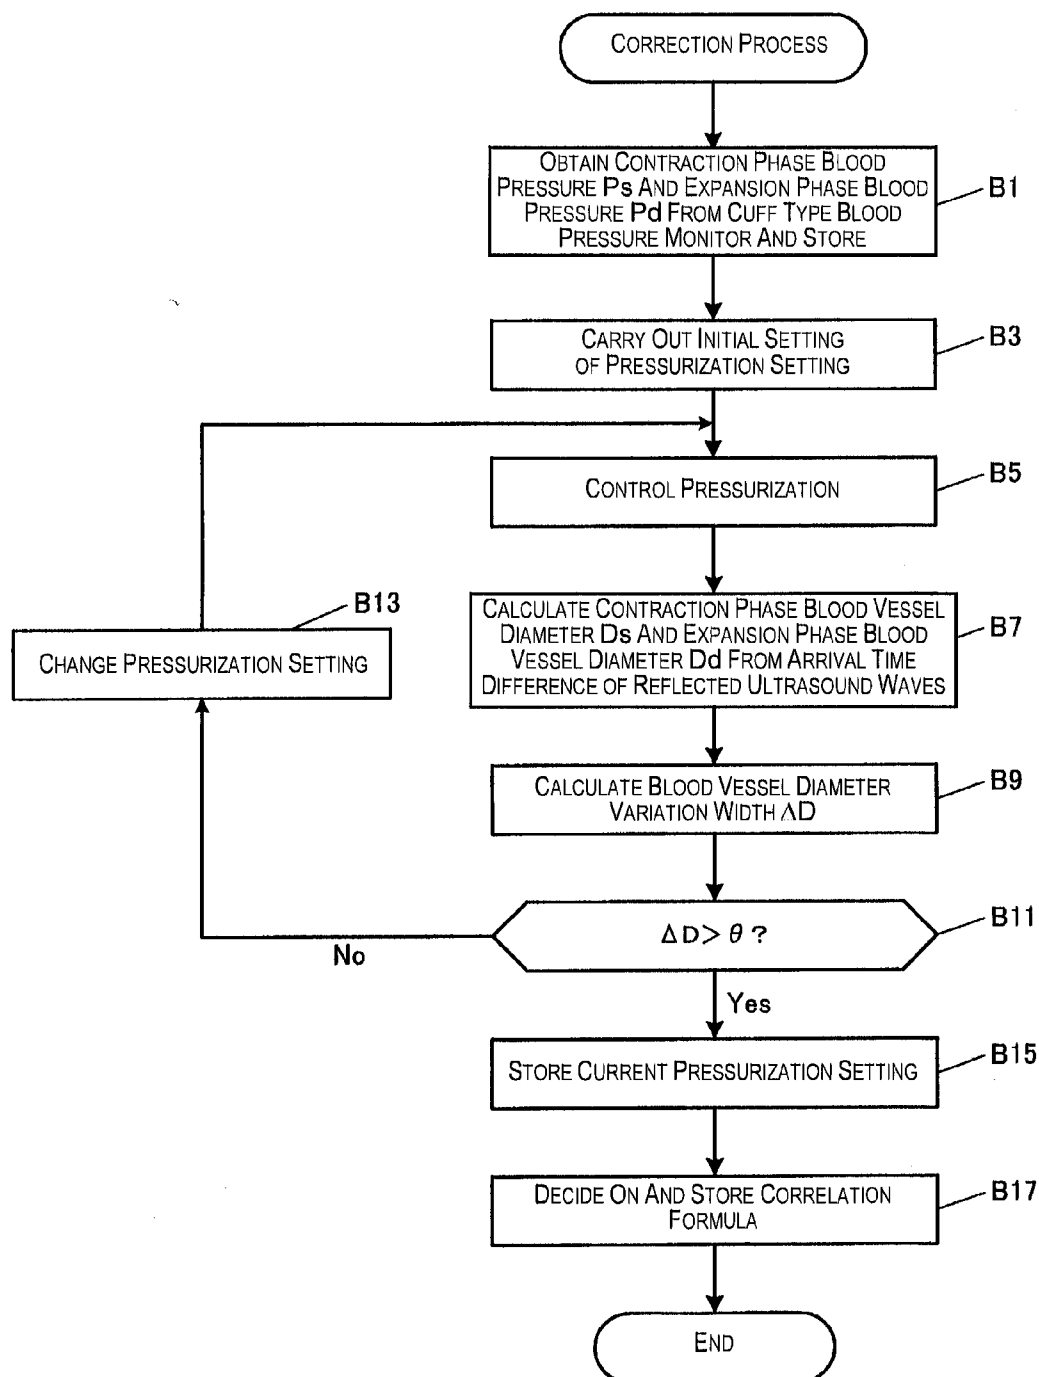 CORRECTION PROCESS
OBTAIN CONTRACTION PHASE BLOOD
PRESSURE Ps AND EXPANSION PHASE BLOOD
PRESSURE Pd FROM CUFF TYPE BLOOD
PRESSURE MONITOR AND STORE
B1
CARRY OUT INITIAL SETTING
OF PRESSURIZATION SETTING
B3
CONTROL PRESSURIZATION
B5
CALCULATE CONTRACTION PHASE BLOOD VESSEL
DIAMETER Ds AND EXPANSION PHASE BLOOD
VESSEL DIAMETER Dd FROM ARRIVAL TIME
DIFFERENCE OF REFLECTED ULTRASOUND WAVES
B7
B13
CHANGE PRESSURIZATION SETTING
CALCULATE BLOOD VESSEL DIAMETER
VARIATION WIDTH ΔD
B9
ΔD > θ ?
B11
No
Yes
STORE CURRENT PRESSURIZATION SETTING
B15
DECIDE ON AND STORE CORRELATION
FORMULA
B17
END